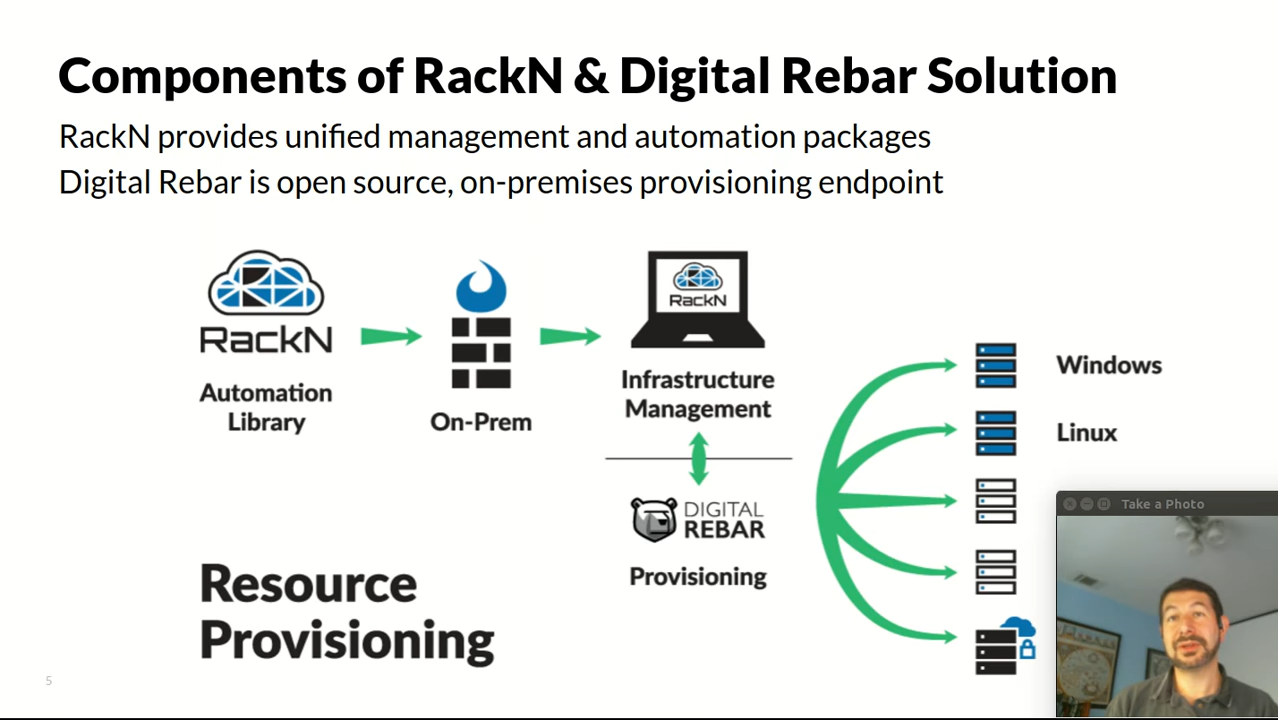 Components of RackN & Digital Rebar Solution
RackN provides unified management and automation packages
Digital Rebar is open source, on-premises provisioning endpoint
RackN
Automation
Library
On-Prem
RackN
Infrastructure
Management
DIGITAL
REBAR
Provisioning
Windows
Linux
Take a Photo
Resource
Provisioning
5